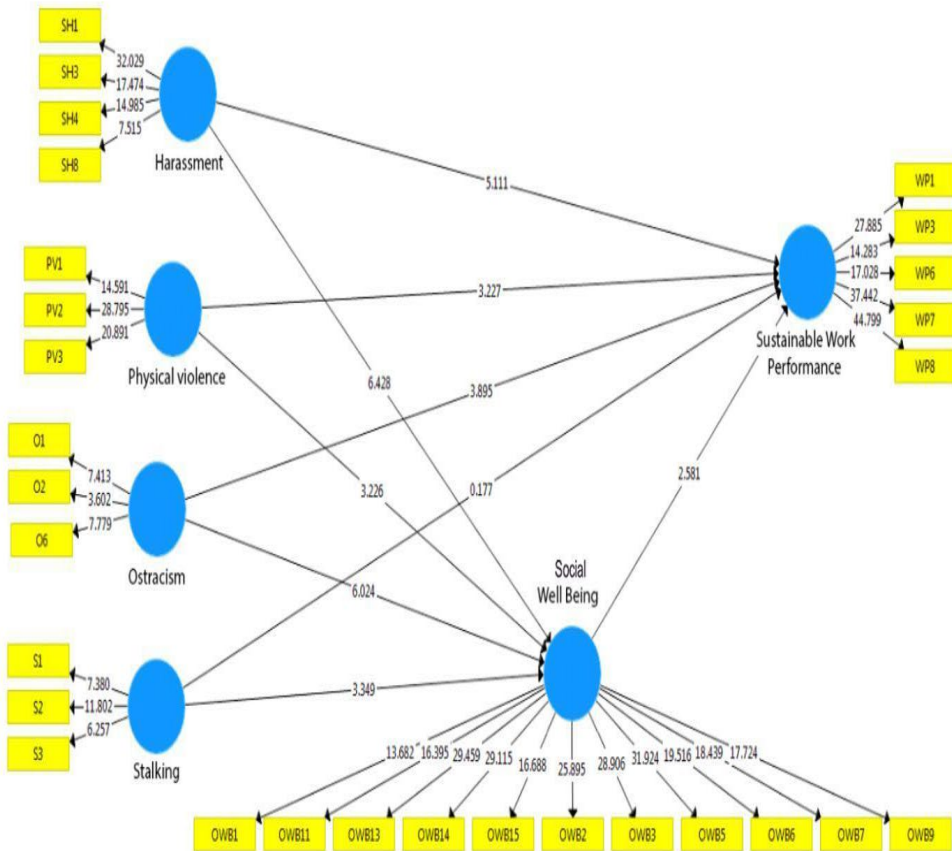 SH1
32.029
SH3
17.474
SH4
14.985
7.515
SH8
Harassment
5.111
WP1
27.885
WP3
14.283
WP6
17.028
37.442
WP7
44.799
WP8
Sustainable Work
Performance
PV1
14.591
PV2
28.795
20.891
PV3
Physical violence
3.227
6.428
3.895
O1
7.413
O2
3.602
7.779
O6
Ostracism
3.226
0.177
2.581
6.024
Social
Well Being
S1
7.380
S2
11.802
6.257
S3
Stalking
3.349
13.682
16.395
29.459
29.115
16.688
25.895
28.906
31.924
19.516
18.439
17.724
OWB1
OWB11
OWB13
OWB14
OWB15
OWB2
OWB3
OWB5
OWB6
OWB7
OWB9